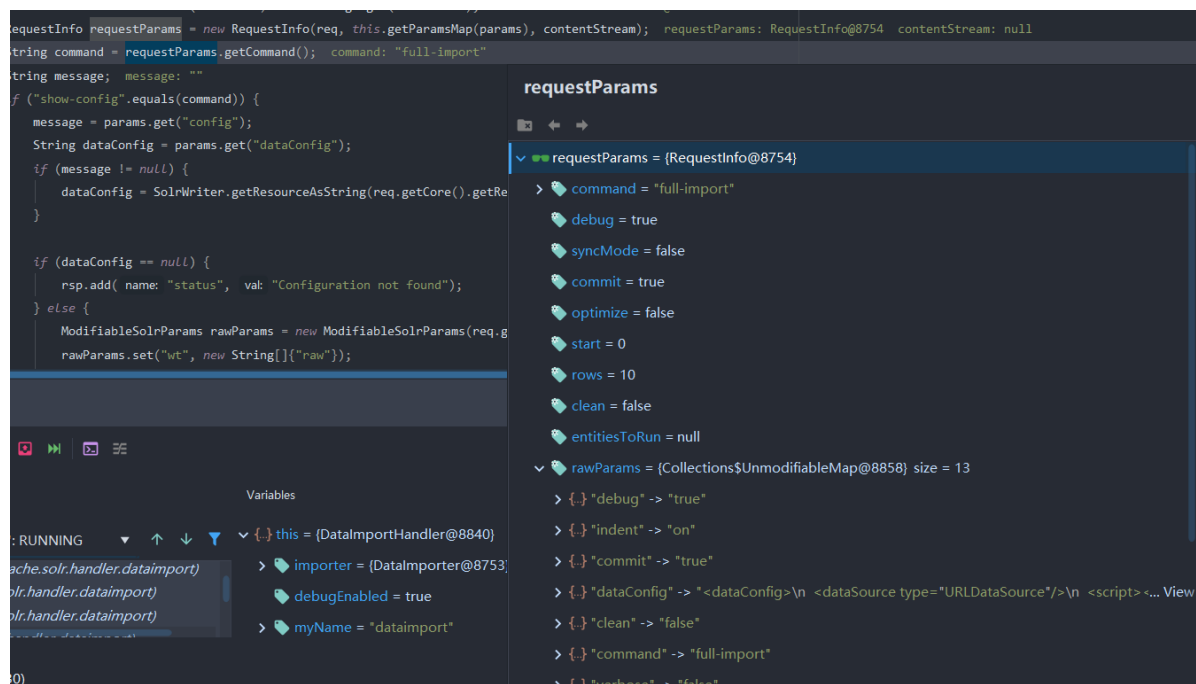 RequestInfo requestParams = new RequestInfo(req, this.getParamsMap(params), contentStream); requestParams: RequestInfo@8754 contentStream: null
String command = requestParams.getCommand(); command: "full-import"
String message; message: ""
if ("show-config".equals(command)) {
message = params.get("config");
String dataConfig = params.get("dataConfig");
if (message != null) {
dataConfig = SolrWriter.getResourceAsString(req.getCore().getRe
}
if (dataConfig == null) {
rsp.add( name: "status", val: "Configuration not found");
} else {
ModifiableSolrParams rawParams = new ModifiableSolrParams(req.g
rawParams.set("wt", new String[]{"raw"});
requestParams
requestParams = {RequestInfo@8754}
command = "full-import"
debug = true
syncMode = false
commit = true
optimize = false
start = 0
rows = 10
clean = false
entitiesToRun = null
rawParams = {Collections$UnmodifiableMap@8858} size = 13
{..} "debug" -> "true"
{..} "indent" -> "on"
{..} "commit" -> "true"
{..} "dataConfig" -> "<dataConfig>\n <dataSource type="URLDataSource"/>\n <script><... View
{..} "clean" -> "false"
{..} "command" -> "full-import"
{..} "verbose" -> "false"
Variables
: RUNNING
ache.solr.handler.dataimport)
olr.handler.dataimport)
olr.handler.dataimport)
{..} this = {DataImportHandler@8840}
importer = {DataImporter@8753}
debugEnabled = true
myName = "dataimport"